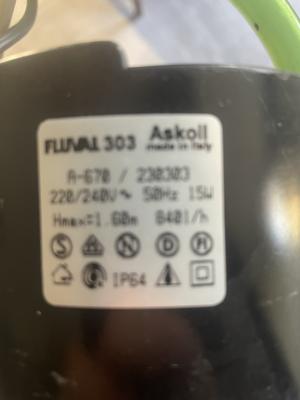 FLUVAL 303 Askoll
made in Italy
A-670 / 230303
220/240V ~ 50Hz 15W
Hmax=1.60m 840l/h
S N D
IP64